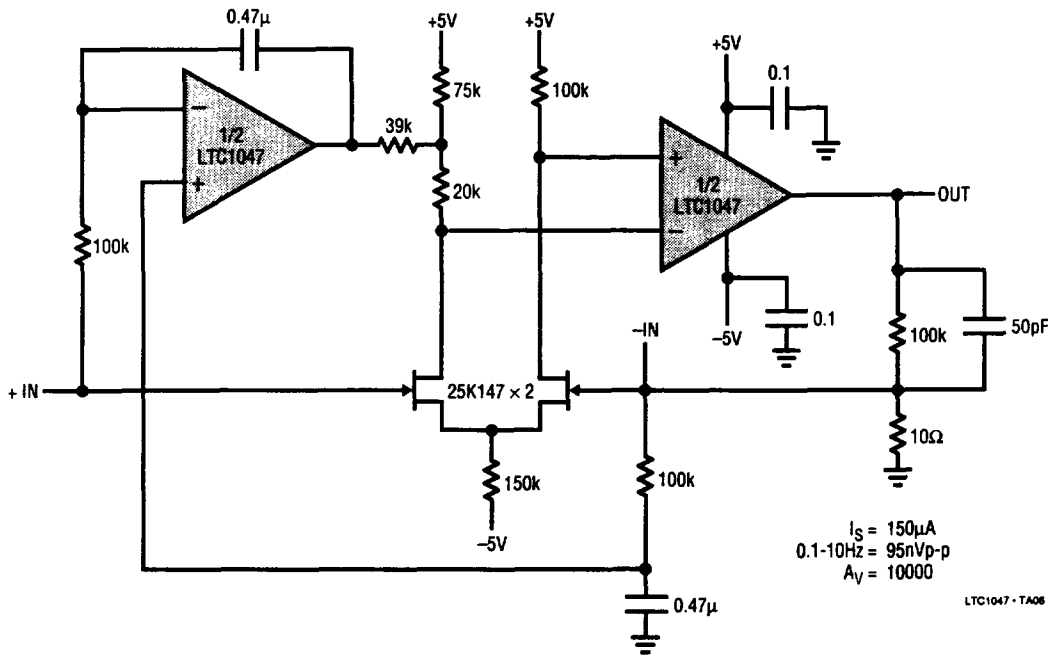 0.47µ
+5V
+5V
+5V
0.1
75k
100k
−
1/2
LTC1047
+
39k
20k
+
1/2
LTC1047
−
OUT
100k
−5V
0.1
−IN
100k
50pF
+ IN
25K147 × 2
10Ω
150k
100k
−5V
IS = 150µA
0.1-10Hz = 95nVp-p
AV = 10000
0.47µ
LTC1047 • TA06